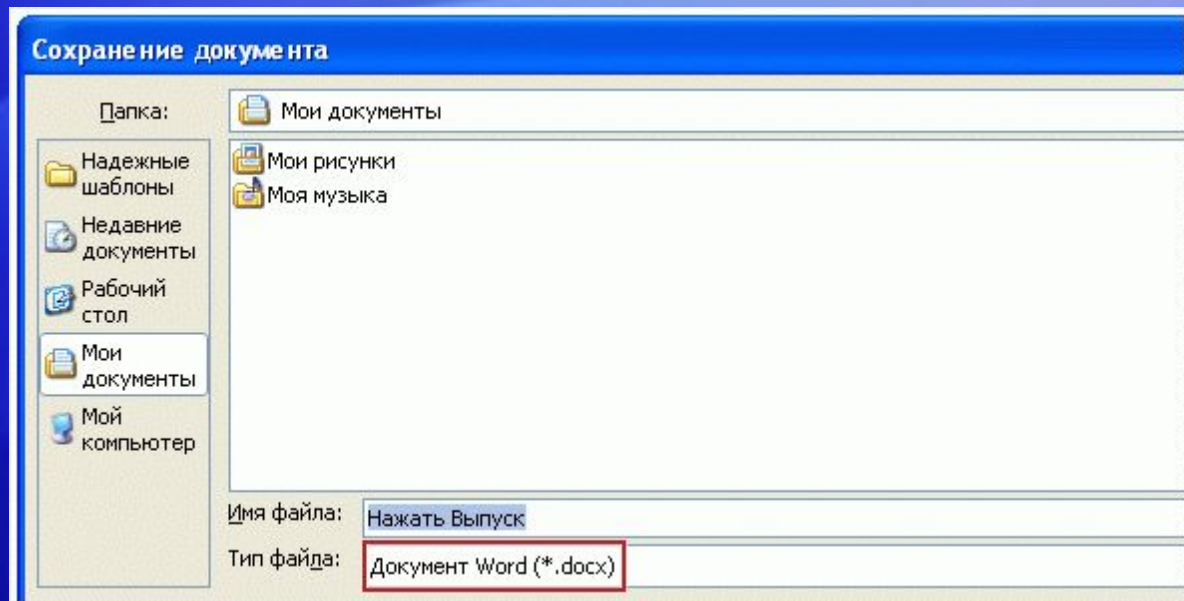 Сохранение документа
Папка:
Мои документы
Надежные
шаблоны
Недавние
документы
Рабочий
стол
Мои
документы
Мой
компьютер
Мои рисунки
Моя музыка
Имя файла:
Нажать Выпуск
Тип файла:
Документ Word (*.docx)